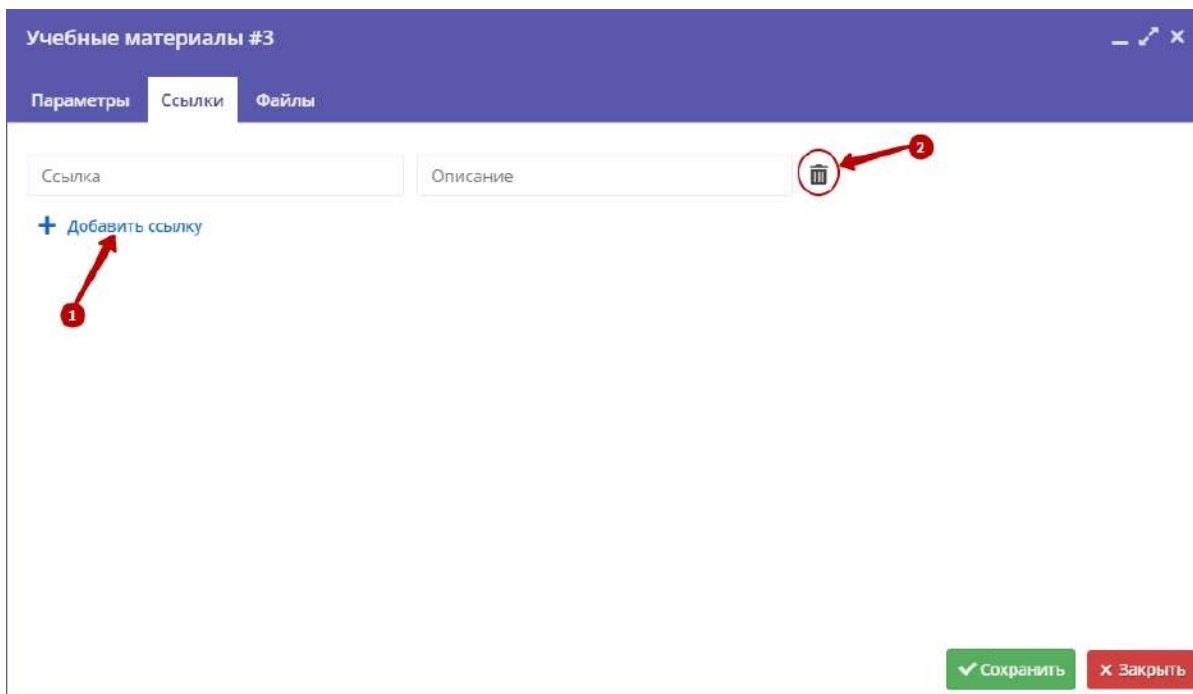 Учебные материалы #3
Параметры Ссылки Файлы
2
Ссылка Описание
Добавить ссылку
1
Сохранить Закрыть